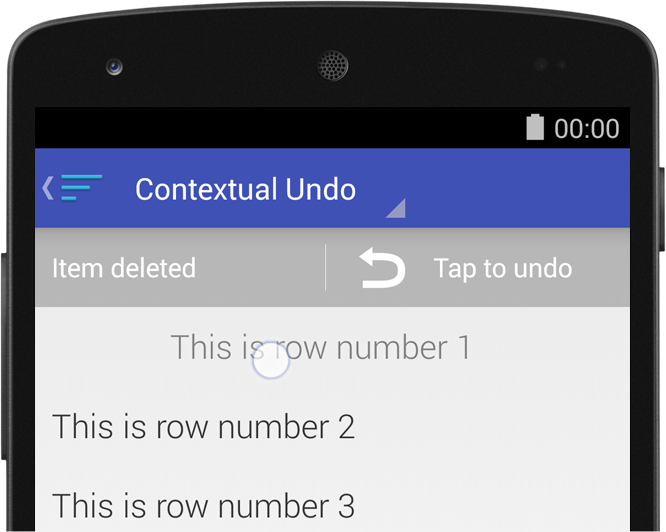 00:00
Contextual Undo
Item deleted Tap to undo
This is row number 1
This is row number 2
This is row number 3